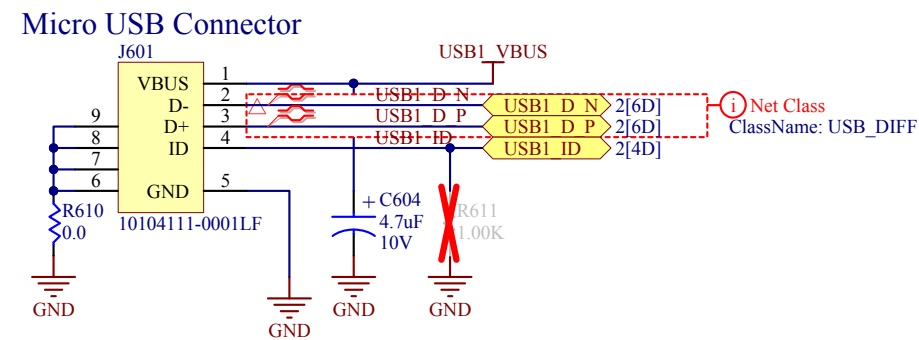 Micro USB Connector
J601
USB1_VBUS
VBUS
1
D-
2
USB1_D_N
USB1_D_N
2[6D]
i
Net Class
9
D+
3
USB1_D_P
USB1_D_P
2[6D]
ClassName: USB_DIFF
8
ID
4
USB1_ID
USB1_ID
2[4D]
7
6
GND
5
R610
0.0
10104111-0001LF
+
C604
4.7uF
10V
R611
1.00K
GND
GND
GND
GND